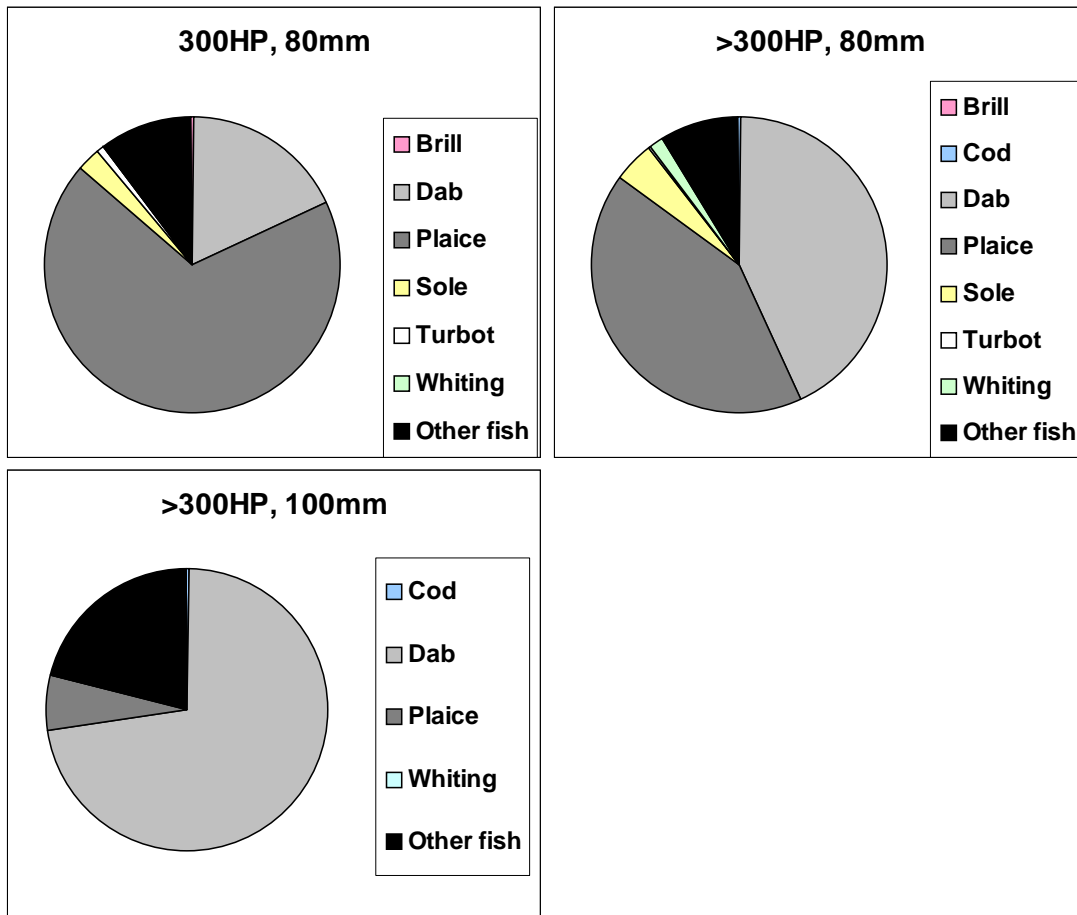 300HP, 80mm
Brill
Dab
Plaice
Sole
Turbot
Whiting
Other fish
>300HP, 80mm
Brill
Cod
Dab
Plaice
Sole
Turbot
Whiting
Other fish
>300HP, 100mm
Cod
Dab
Plaice
Whiting
Other fish